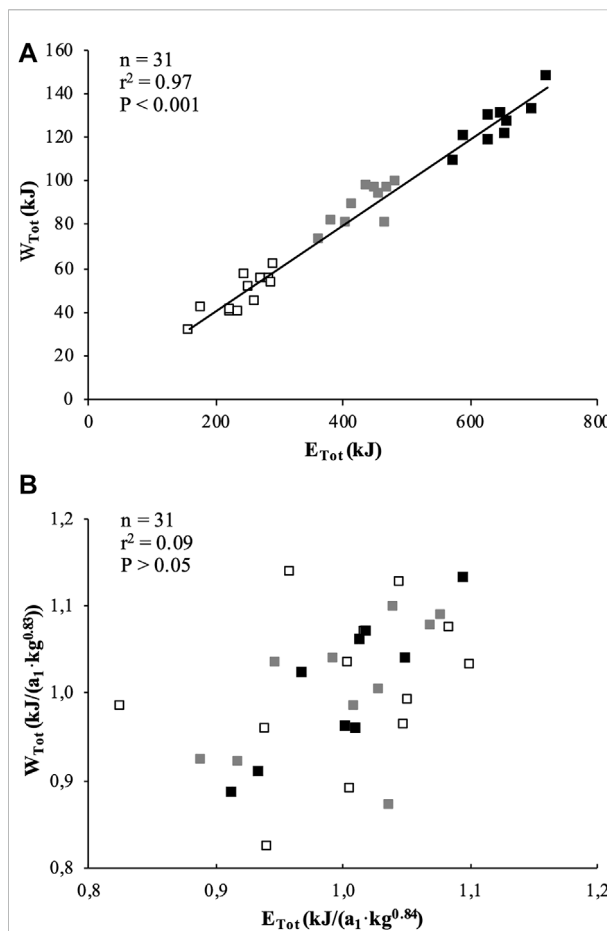 A
n = 31
r² = 0.97
P < 0.001
160
140
120
100
80
60
40
20
0
W_Tot (kJ)
0 200 400 600 800
E_Tot (kJ)
B
n = 31
r² = 0.09
P > 0.05
1,2
1,1
1,0
0,9
0,8
W_Tot (kJ/(a₁·kg^0.83))
0,8 0,9 1,0 1,1 1,2
E_Tot (kJ/(a₁·kg^0.84)